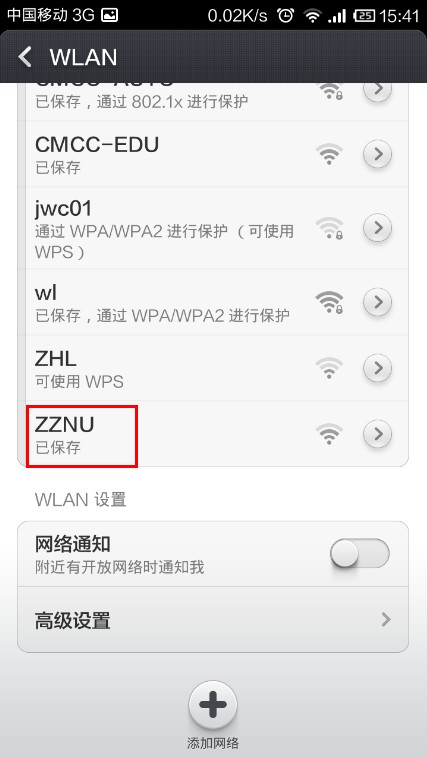 中国移动 3G 0.02K/s 25 15:41
WLAN
CMCC-AUTO
已保存，通过 802.1x 进行保护
CMCC-EDU
已保存
jwc01
通过 WPA/WPA2 进行保护（可使用
WPS）
wl
已保存，通过 WPA/WPA2 进行保护
ZHL
可使用 WPS
ZZNU
已保存
WLAN 设置
网络通知
附近有开放网络时通知我
高级设置
添加网络